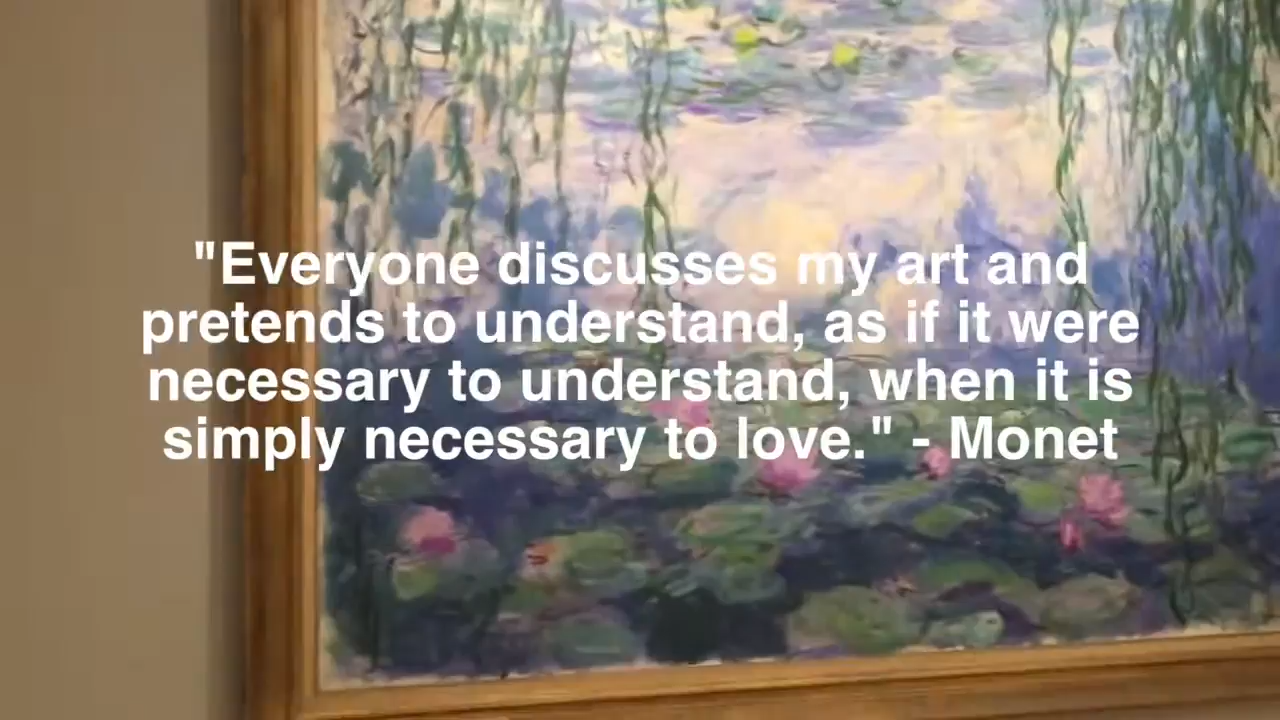 "Everyone discusses my art and
pretends to understand, as if it were
necessary to understand, when it is
simply necessary to love." - Monet